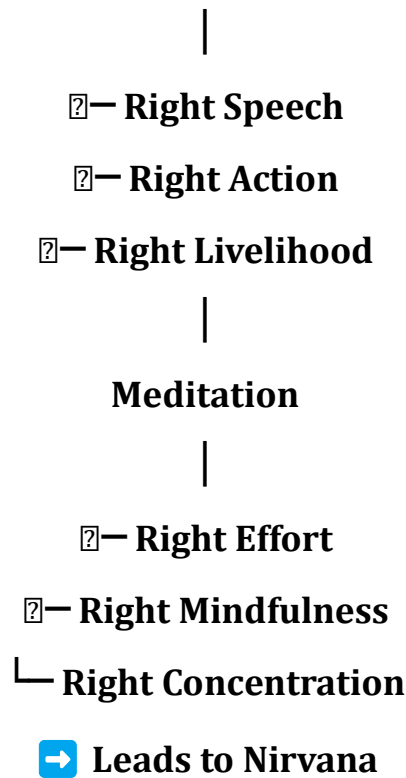 │
⍰─ Right Speech
⍰─ Right Action
⍰─ Right Livelihood
│
Meditation
│
⍰─ Right Effort
⍰─ Right Mindfulness
└─ Right Concentration
➡ Leads to Nirvana